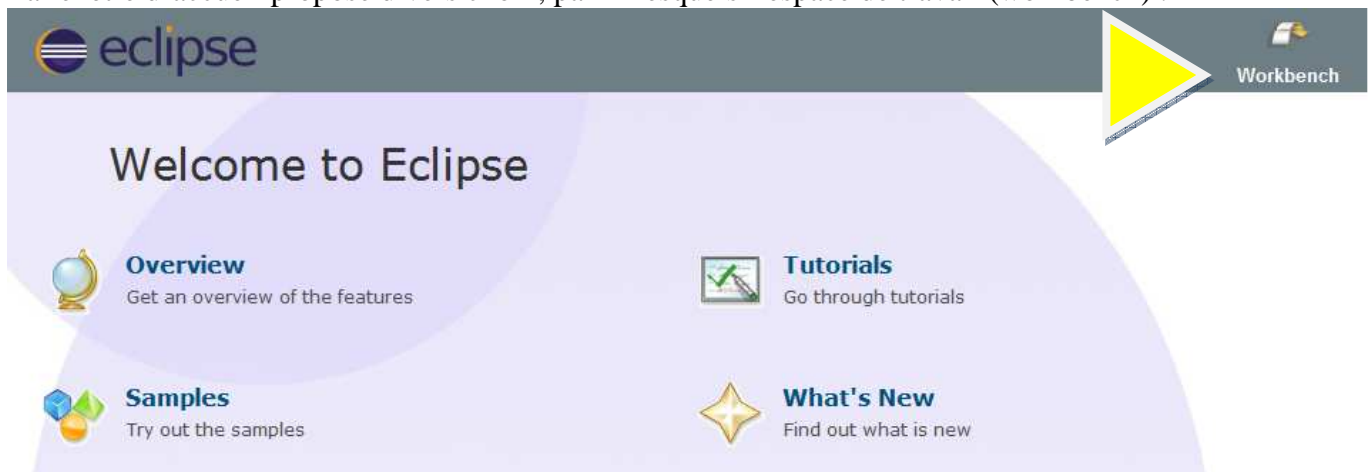 eclipse
Workbench
Welcome to Eclipse
Overview
Get an overview of the features
Tutorials
Go through tutorials
Samples
Try out the samples
What's New
Find out what is new